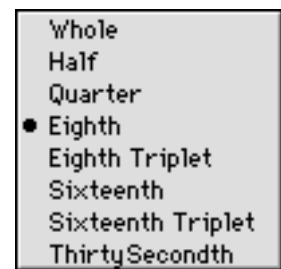 Whole
Half
Quarter
Eighth
Eighth Triplet
Sixteenth
Sixteenth Triplet
ThirtySecondth